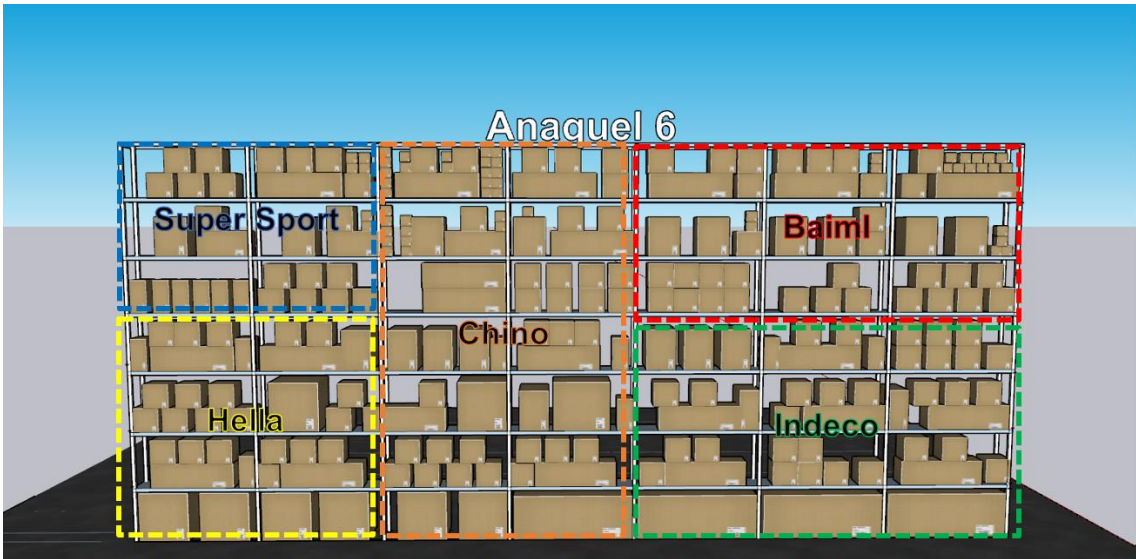 Anaquel 6
Super Sport
Baiml
Chino
Hella
Indeco